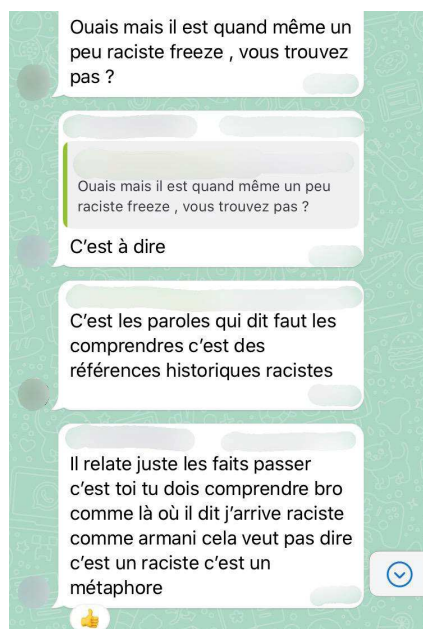 Ouais mais il est quand même un
peu raciste freeze , vous trouvez
pas ?
Ouais mais il est quand même un peu
raciste freeze , vous trouvez pas ?
C'est à dire
C'est les paroles qui dit faut les
comprendres c'est des
références historiques racistes
Il relate juste les faits passer
c'est toi tu dois comprendre bro
comme là où il dit j'arrive raciste
comme armani cela veut pas dire
c'est un raciste c'est un
métaphore